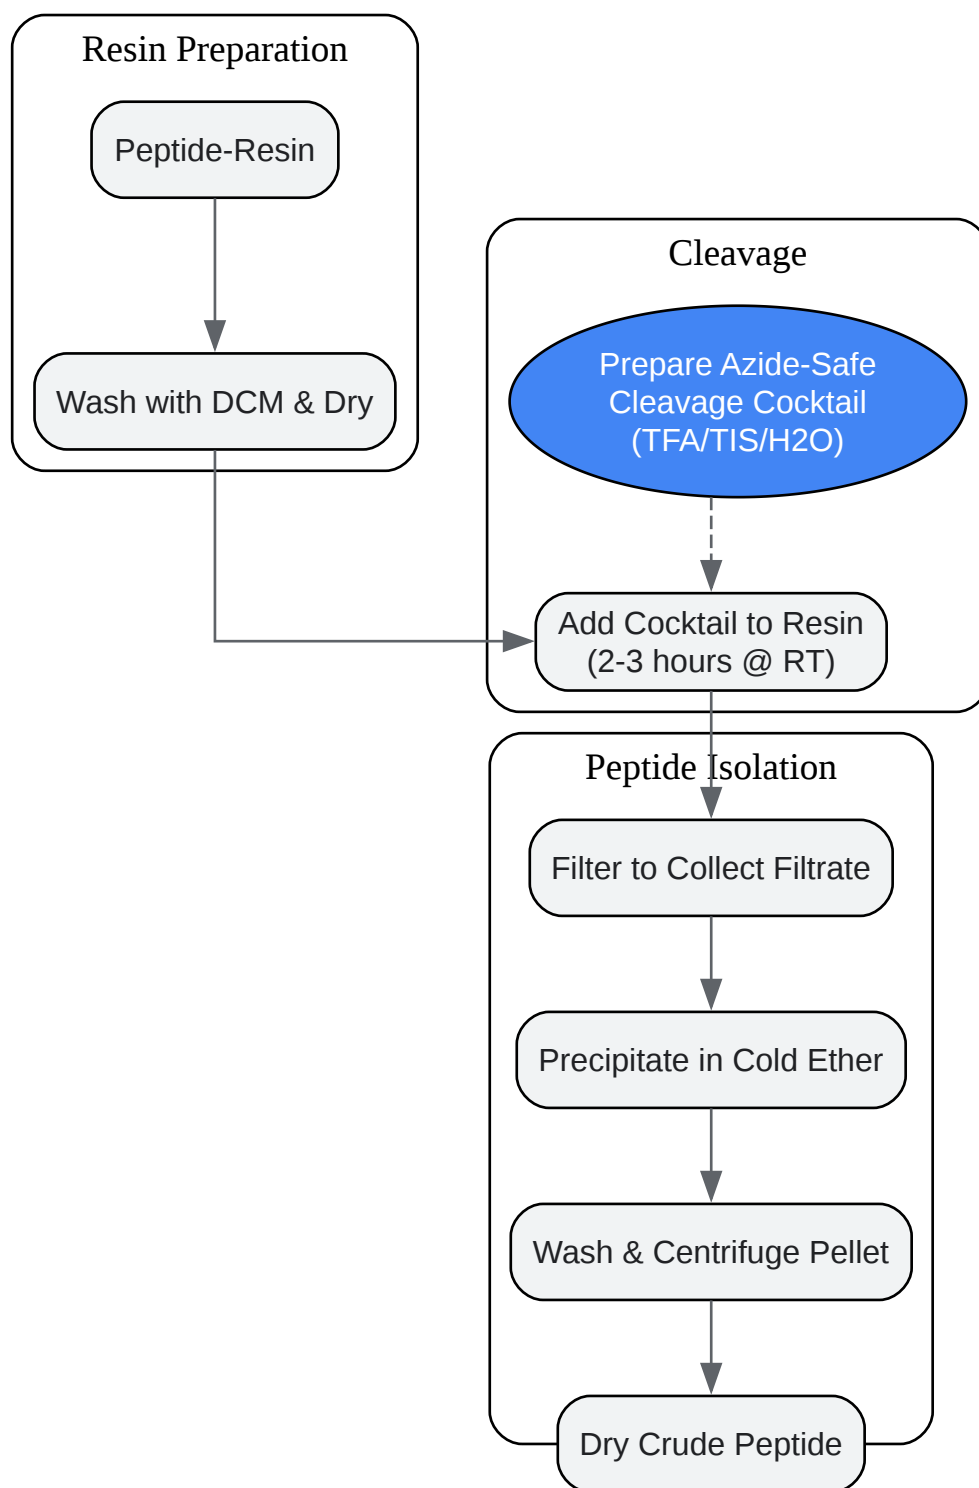 Resin Preparation
Peptide-Resin
Wash with DCM & Dry
Cleavage
Prepare Azide-Safe
Cleavage Cocktail
(TFA/TIS/H2O)
Add Cocktail to Resin
(2-3 hours @ RT)
Peptide Isolation
Filter to Collect Filtrate
Precipitate in Cold Ether
Wash & Centrifuge Pellet
Dry Crude Peptide